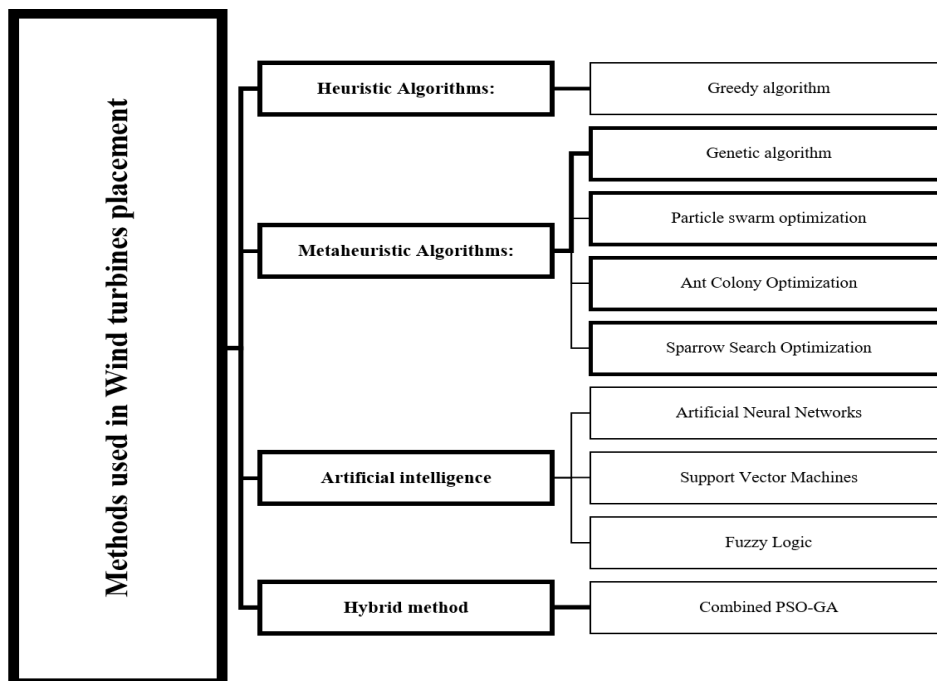 Methods used in Wind turbines placement
Heuristic Algorithms:
Greedy algorithm
Metaheuristic Algorithms:
Genetic algorithm
Particle swarm optimization
Ant Colony Optimization
Sparrow Search Optimization
Artificial intelligence
Artificial Neural Networks
Support Vector Machines
Fuzzy Logic
Hybrid method
Combined PSO-GA